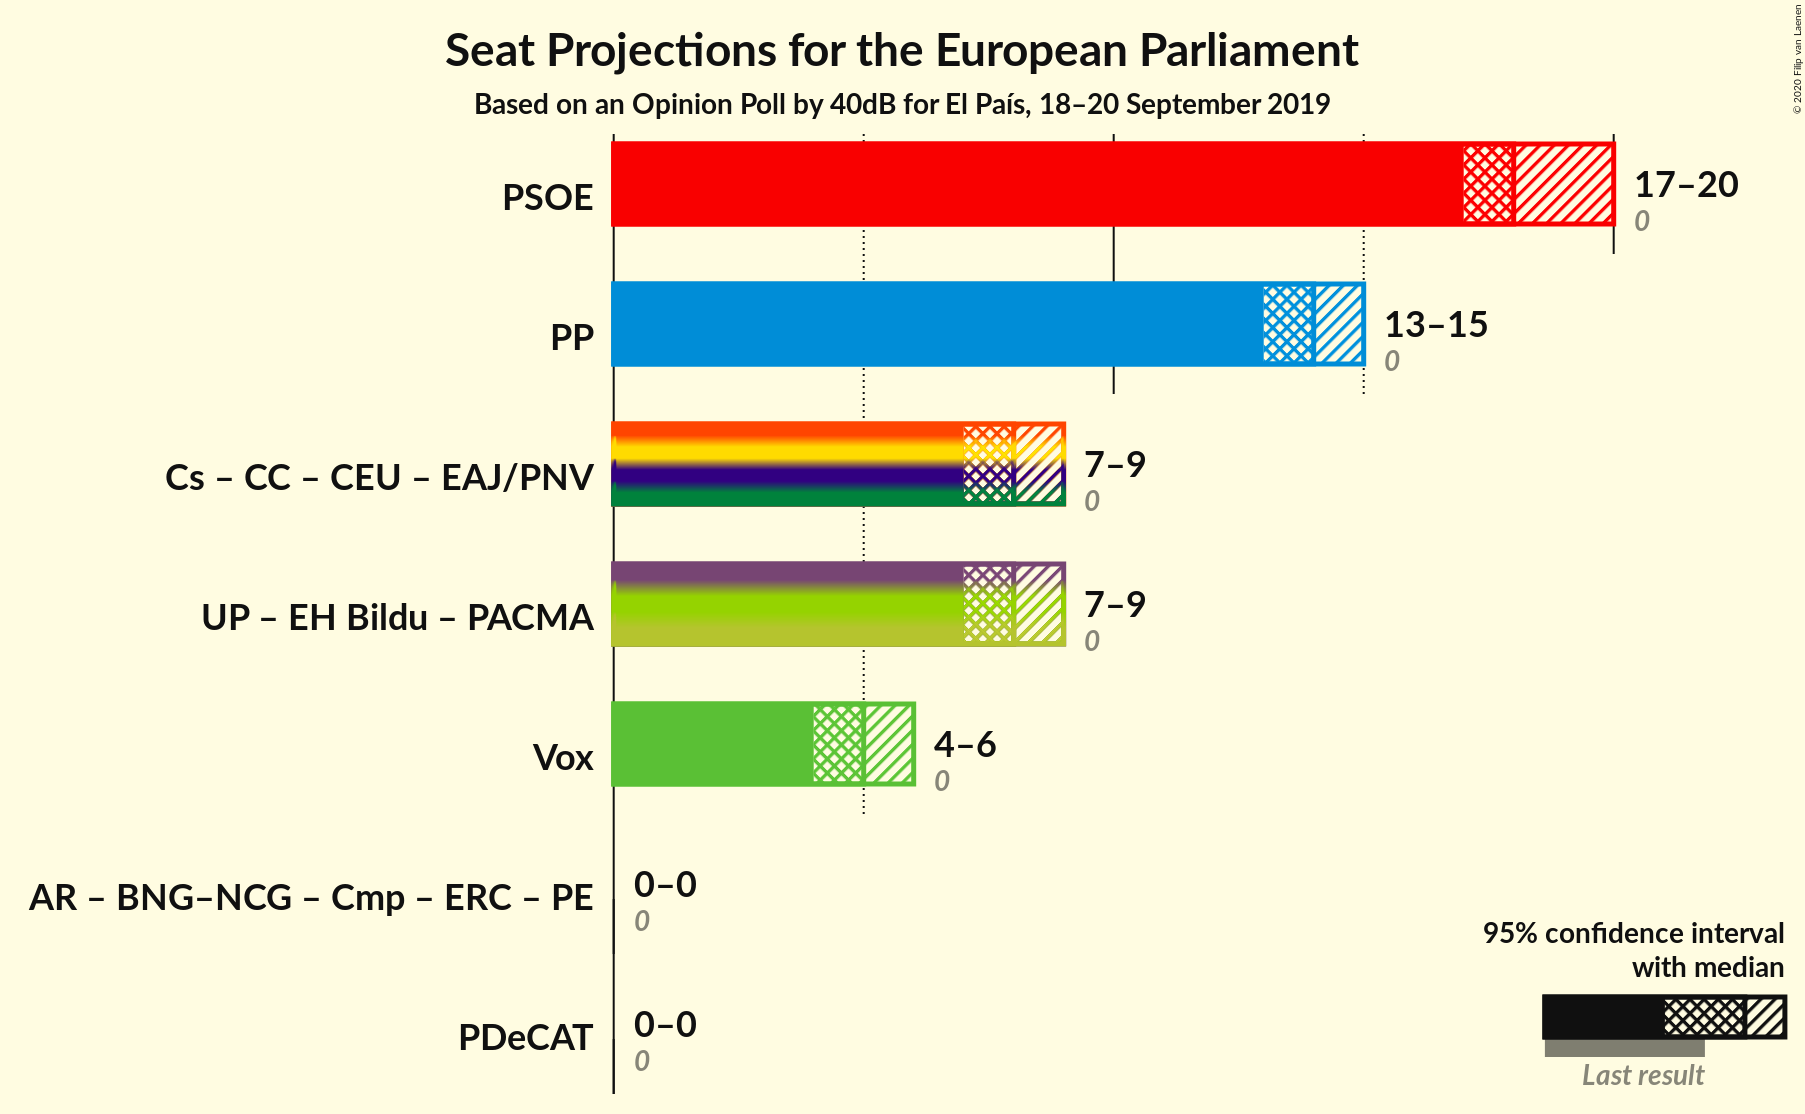 Seat Projections for the European Parliament
Based on an Opinion Poll by 40dB for El País, 18–20 September 2019
© 2020 Filip van Laenen
PSOE
17–20
0
PP
13–15
0
Cs – CC – CEU – EAJ/PNV
7–9
0
UP – EH Bildu – PACMA
7–9
0
Vox
4–6
0
AR – BNG–NCG – Cmp – ERC – PE
0–0
0
PDeCAT
0–0
0
95% confidence interval
with median
Last result